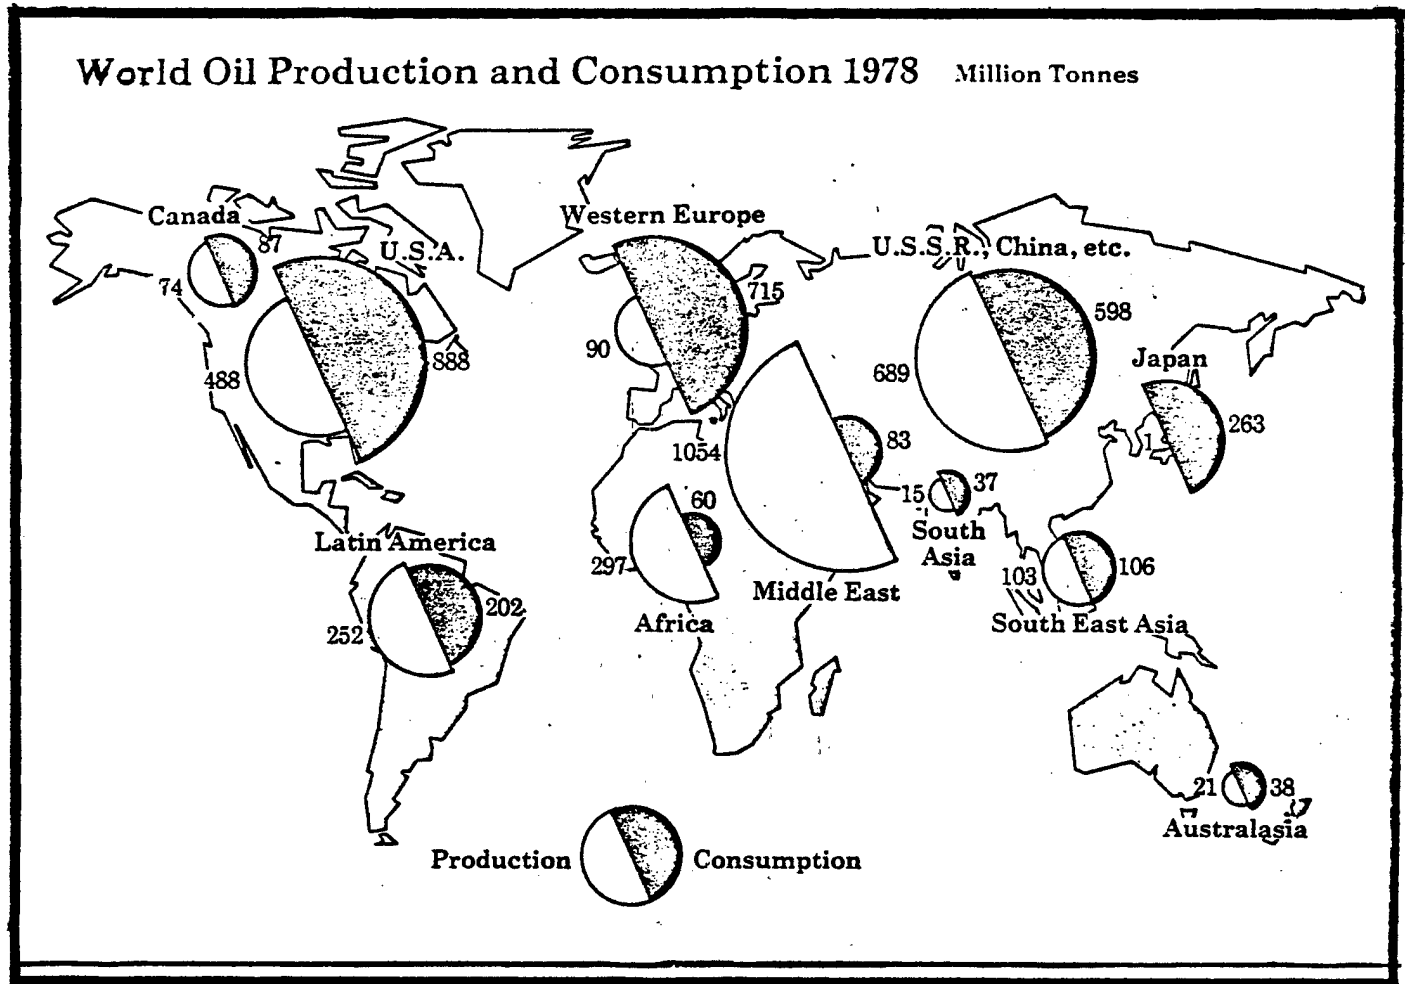 World Oil Production and Consumption 1978 Million Tonnes
Canada
87
74
U.S.A.
488
888
Western Europe
90
715
U.S.S.R., China, etc.
689
598
Japan
1
263
1054
83
Middle East
15
37
South
Asia
60
297
Africa
Latin America
252
202
103
106
South East Asia
21
38
Australasia
Production
Consumption